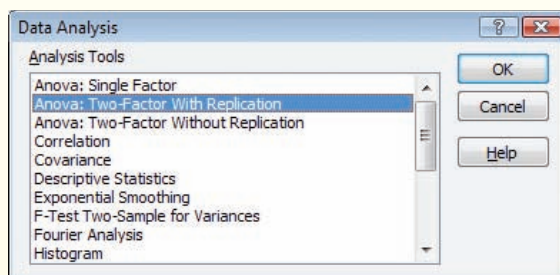 Data Analysis
Analysis Tools
Anova: Single Factor
Anova: Two-Factor With Replication
Anova: Two-Factor Without Replication
Correlation
Covariance
Descriptive Statistics
Exponential Smoothing
F-Test Two-Sample for Variances
Fourier Analysis
Histogram
OK
Cancel
Help